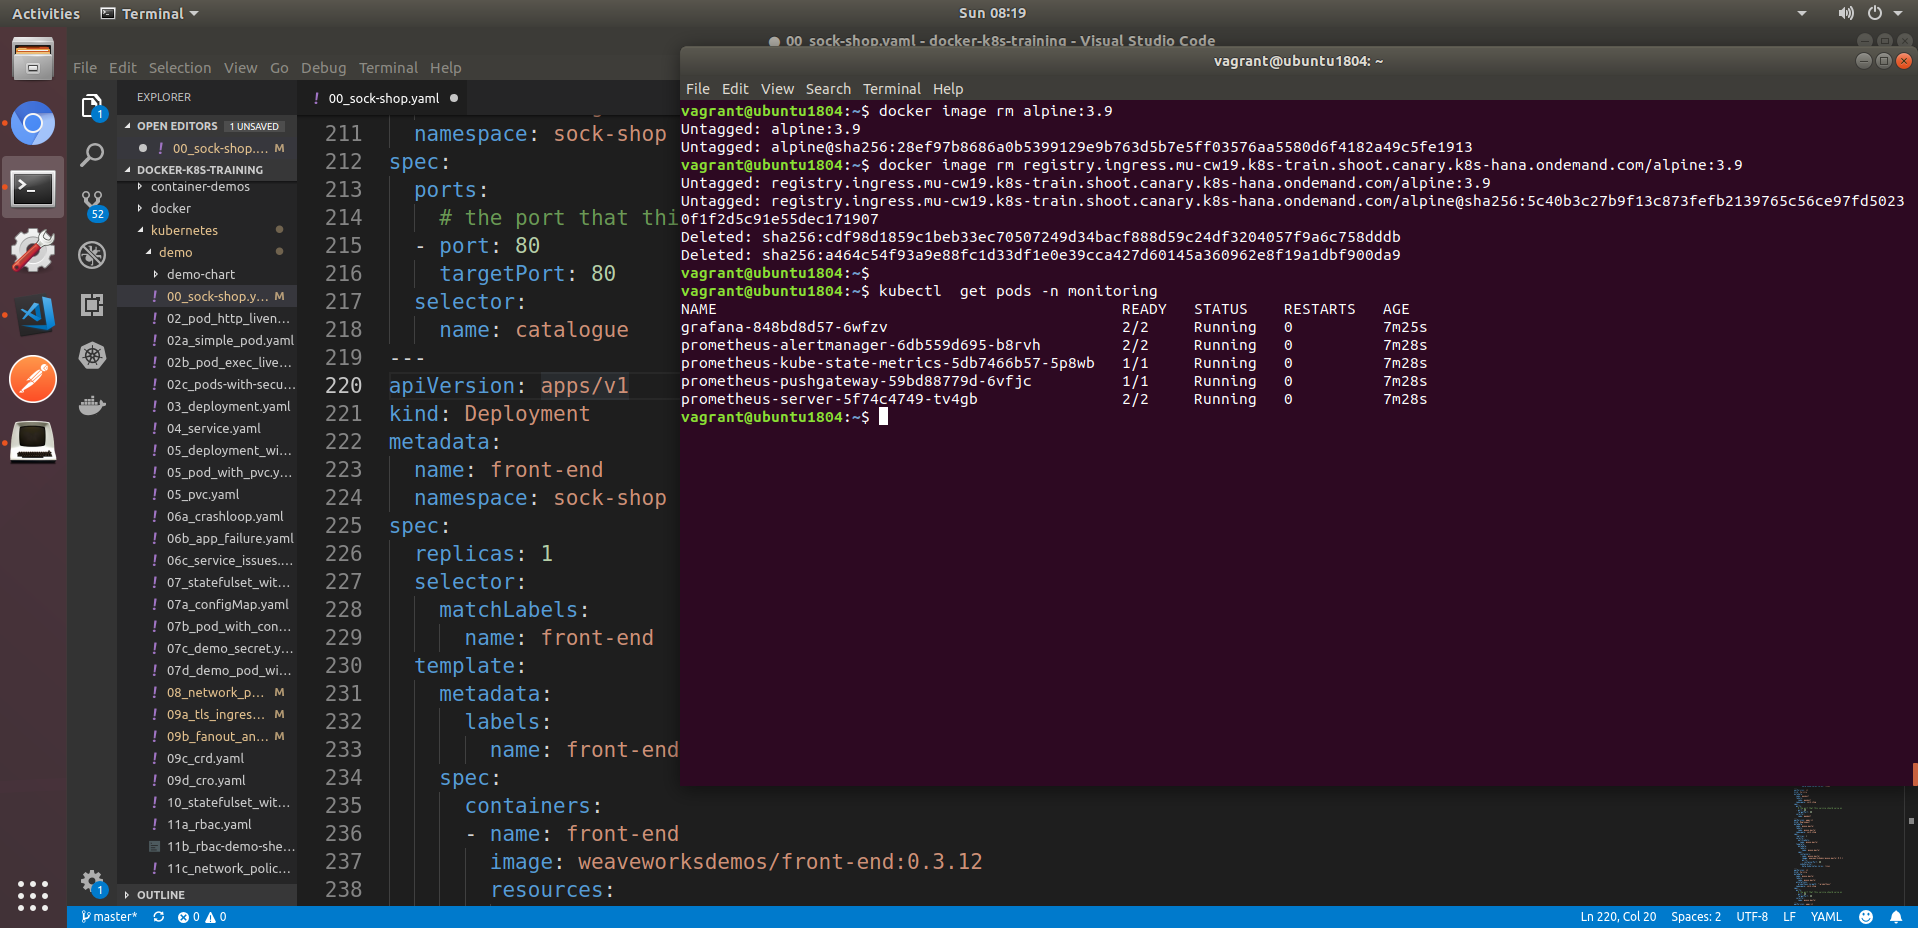 Activities
Terminal
Sun 08:19
00_sock-shop.yaml - docker-k8s-training - Visual Studio Code
File Edit Selection View Go Debug Terminal Help
EXPLORER
OPEN EDITORS 1 UNSAVED
! 00_sock-shop.... M
DOCKER-K8S-TRAINING
container-demos
docker
kubernetes
demo
demo-chart
! 00_sock-shop.y... M
! 02_pod_http_liven...
! 02a_simple_pod.yaml
! 02b_pod_exec_live...
! 02c_pods-with-secu...
! 03_deployment.yaml
! 04_service.yaml
! 05_deployment_wi...
! 05_pod_with_pvc.y...
! 05_pvc.yaml
! 06a_crashloop.yaml
! 06b_app_failure.yaml
! 06c_service_issues....
! 07_statefulset_wit...
! 07a_configMap.yaml
! 07b_pod_with_con...
! 07c_demo_secret.y...
! 07d_demo_pod_wi...
! 08_network_p... M
! 09a_tls_ingres... M
! 09b_fanout_an... M
! 09c_crd.yaml
! 09d_cro.yaml
! 10_statefulset_wit...
! 11a_rbac.yaml
11b_rbac-demo-she...
! 11c_network_polic...
OUTLINE
1
52
1
! 00_sock-shop.yaml
211 namespace: sock-shop
212 spec:
213 ports:
214 # the port that thi
215 - port: 80
216 targetPort: 80
217 selector:
218 name: catalogue
219 ---
220 apiVersion: apps/v1
221 kind: Deployment
222 metadata:
223 name: front-end
224 namespace: sock-shop
225 spec:
226 replicas: 1
227 selector:
228 matchLabels:
229 name: front-end
230 template:
231 metadata:
232 labels:
233 name: front-end
234 spec:
235 containers:
236 - name: front-end
237 image: weaveworksdemos/front-end:0.3.12
238 resources:
vagrant@ubuntu1804: ~
File Edit View Search Terminal Help
vagrant@ubuntu1804:~$ docker image rm alpine:3.9
Untagged: alpine:3.9
Untagged: alpine@sha256:28ef97b8686a0b5399129e9b763d5b7e5ff03576aa5580d6f4182a49c5fe1913
vagrant@ubuntu1804:~$ docker image rm registry.ingress.mu-cw19.k8s-train.shoot.canary.k8s-hana.ondemand.com/alpine:3.9
Untagged: registry.ingress.mu-cw19.k8s-train.shoot.canary.k8s-hana.ondemand.com/alpine:3.9
Untagged: registry.ingress.mu-cw19.k8s-train.shoot.canary.k8s-hana.ondemand.com/alpine@sha256:5c40b3c27b9f13c873fefb2139765c56ce97fd5023
0f1f2d5c91e55dec171907
Deleted: sha256:cdf98d1859c1beb33ec70507249d34bacf888d59c24df3204057f9a6c758dddb
Deleted: sha256:a464c54f93a9e88fc1d33df1e0e39cca427d60145a360962e8f19a1dbf900da9
vagrant@ubuntu1804:~$
vagrant@ubuntu1804:~$ kubectl  get pods -n monitoring
NAME READY STATUS RESTARTS AGE
grafana-848bd8d57-6wfzv 2/2 Running 0 7m25s
prometheus-alertmanager-6db559d695-b8rvh 2/2 Running 0 7m28s
prometheus-kube-state-metrics-5db7466b57-5p8wb 1/1 Running 0 7m28s
prometheus-pushgateway-59bd88779d-6vfjc 1/1 Running 0 7m28s
prometheus-server-5f74c4749-tv4gb 2/2 Running 0 7m28s
vagrant@ubuntu1804:~$
master* 0 0
Ln 220, Col 20 Spaces: 2 UTF-8 LF YAML